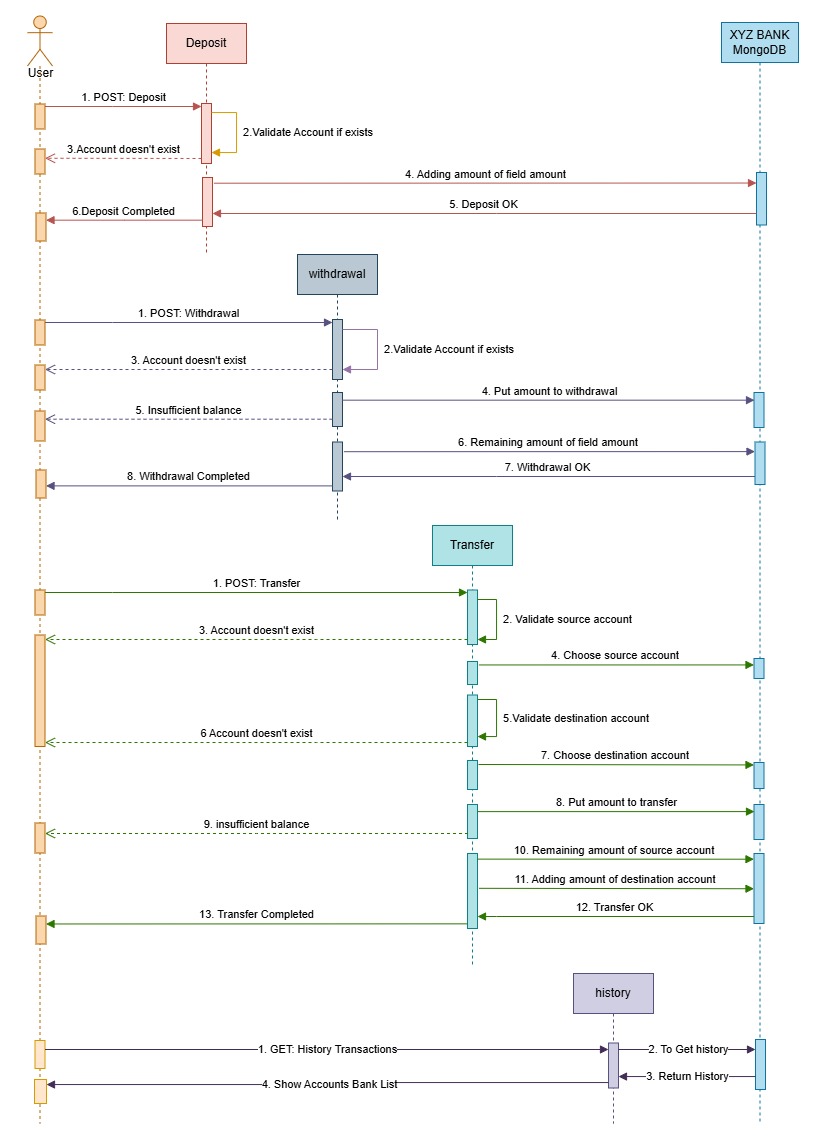 Deposit
XYZ BANK
MongoDB
User
1. POST: Deposit
2.Validate Account if exists
3.Account doesn't exist
4. Adding amount of field amount
5. Deposit OK
6.Deposit Completed
withdrawal
1. POST: Withdrawal
2.Validate Account if exists
3. Account doesn't exist
4. Put amount to withdrawal
5. Insufficient balance
6. Remaining amount of field amount
7. Withdrawal OK
8. Withdrawal Completed
Transfer
1. POST: Transfer
2. Validate source account
3. Account doesn't exist
4. Choose source account
5.Validate destination account
6 Account doesn't exist
7. Choose destination account
8. Put amount to transfer
9. insufficient balance
10. Remaining amount of source account
11. Adding amount of destination account
12. Transfer OK
13. Transfer Completed
history
1. GET: History Transactions
2. To Get history
3. Return History
4. Show Accounts Bank List